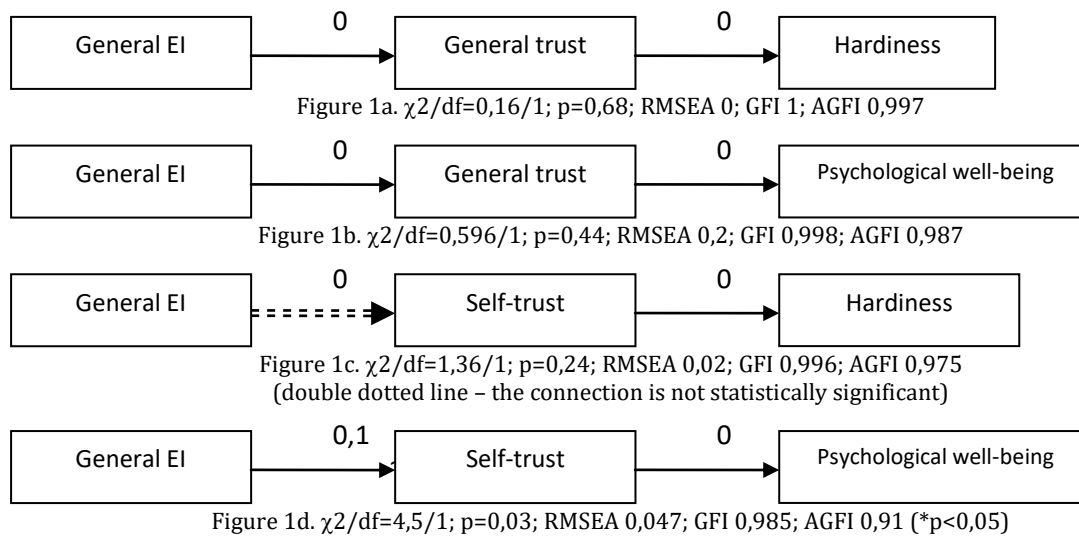 0 0
General EI General trust Hardiness
Figure 1a. χ2/df=0,16/1; p=0,68; RMSEA 0; GFI 1; AGFI 0,997
0 0
General EI General trust Psychological well-being
Figure 1b. χ2/df=0,596/1; p=0,44; RMSEA 0,2; GFI 0,998; AGFI 0,987
0 0
General EI Self-trust Hardiness
Figure 1c. χ2/df=1,36/1; p=0,24; RMSEA 0,02; GFI 0,996; AGFI 0,975
(double dotted line – the connection is not statistically significant)
0,1 0
General EI Self-trust Psychological well-being
Figure 1d. χ2/df=4,5/1; p=0,03; RMSEA 0,047; GFI 0,985; AGFI 0,91 (*p<0,05)